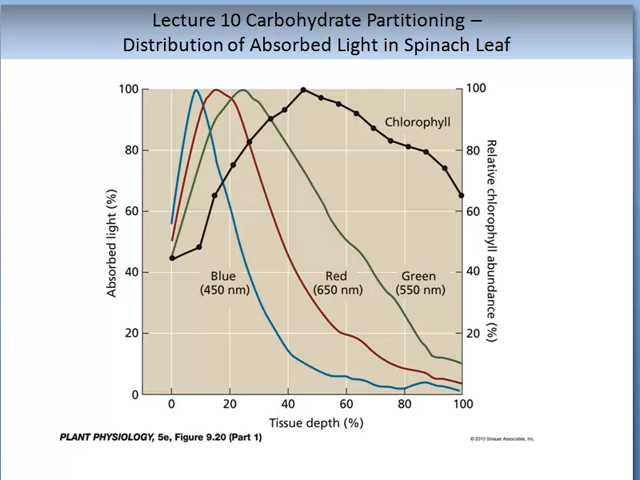 Lecture 10 Carbohydrate Partitioning –
Distribution of Absorbed Light in Spinach Leaf
100
80
60
40
20
0
Absorbed light (%)
Chlorophyll
Blue
(450 nm)
Red
(650 nm)
Green
(550 nm)
100
80
60
40
20
Relative chlorophyll abundance (%)
0 20 40 60 80 100
Tissue depth (%)
PLANT PHYSIOLOGY, 5e, Figure 9.20 (Part 1)
© 2010 Sinauer Associates, Inc.